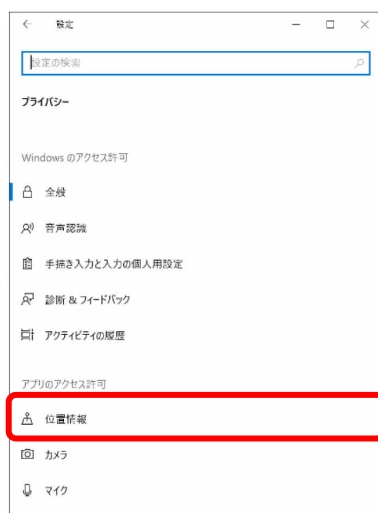 設定
設定の検索
プライバシー
Windows のアクセス許可
全般
音声認識
手描き入力と入力の個人用設定
診断 & フィードバック
アクティビティの履歴
アプリのアクセス許可
位置情報
カメラ
マイク